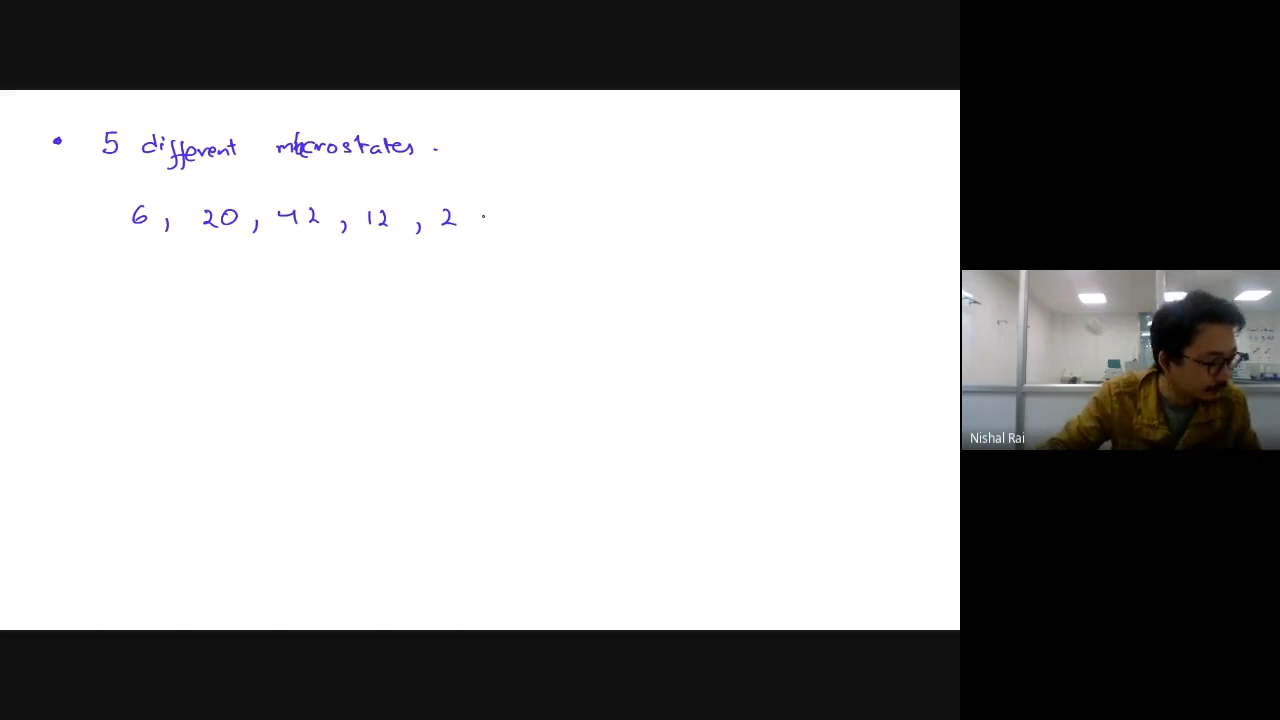 • 5 different macrostates.
6, 20, 42, 12, 2
Nishal Rai